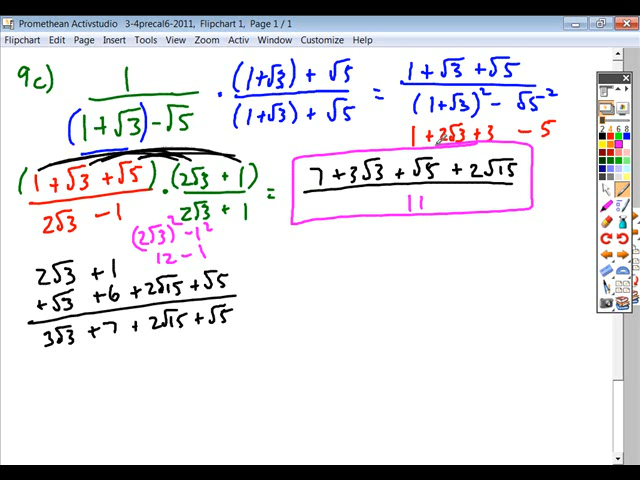 Promethean Activstudio 3-4precal6-2011, Flipchart 1, Page 1 / 1
Flipchart Edit Page Insert Tools View Zoom Activote Window Customize Help
9c) 1 / ((1+√3) - √5) · ((1+√3) + √5) / ((1+√3) + √5) = (1 + √3 + √5) / ((1+√3)² - √5²)
1 + 2√3 + 3 - 5
(1 + √3 + √5) / (2√3 - 1) · (2√3 + 1) / (2√3 + 1) = (7 + 3√3 + √5 + 2√15) / 11
(2√3)² - 1²
12 - 1
2√3 + 1
+ √3 + 6 + 2√15 + √5
3√3 + 7 + 2√15 + √5